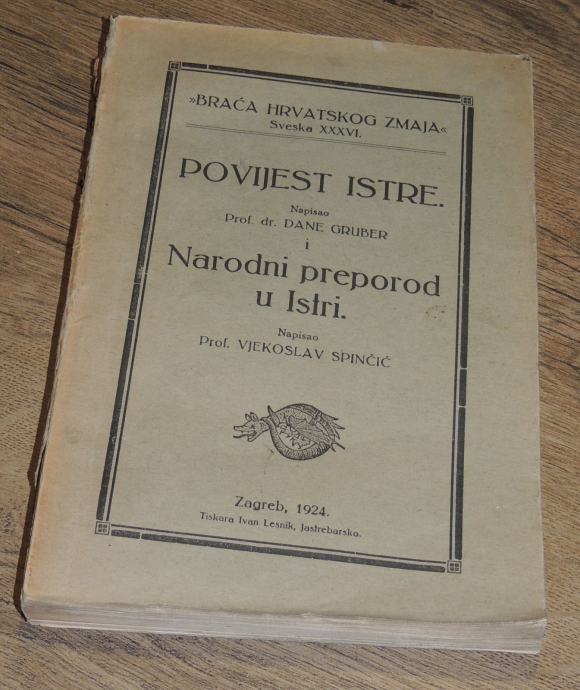 »BRAĆA HRVATSKOG ZMAJA«
Sveska XXXVI.
POVIJEST ISTRE.
Napisao
Prof. dr. DANE GRUBER
i
Narodni preporod
u Istri.
Napisao
Prof. VJEKOSLAV SPINČIĆ
Zagreb, 1924.
Tiskara Ivan Lesnik, Jastrebarsko.